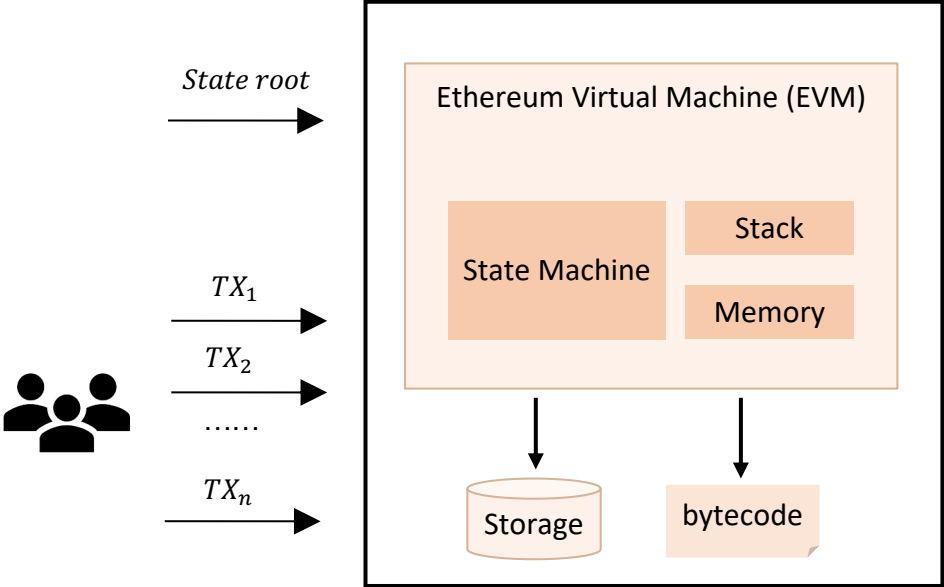 State root
Ethereum Virtual Machine (EVM)
State Machine
Stack
Memory
TX₁
TX₂
……
TXₙ
Storage
bytecode